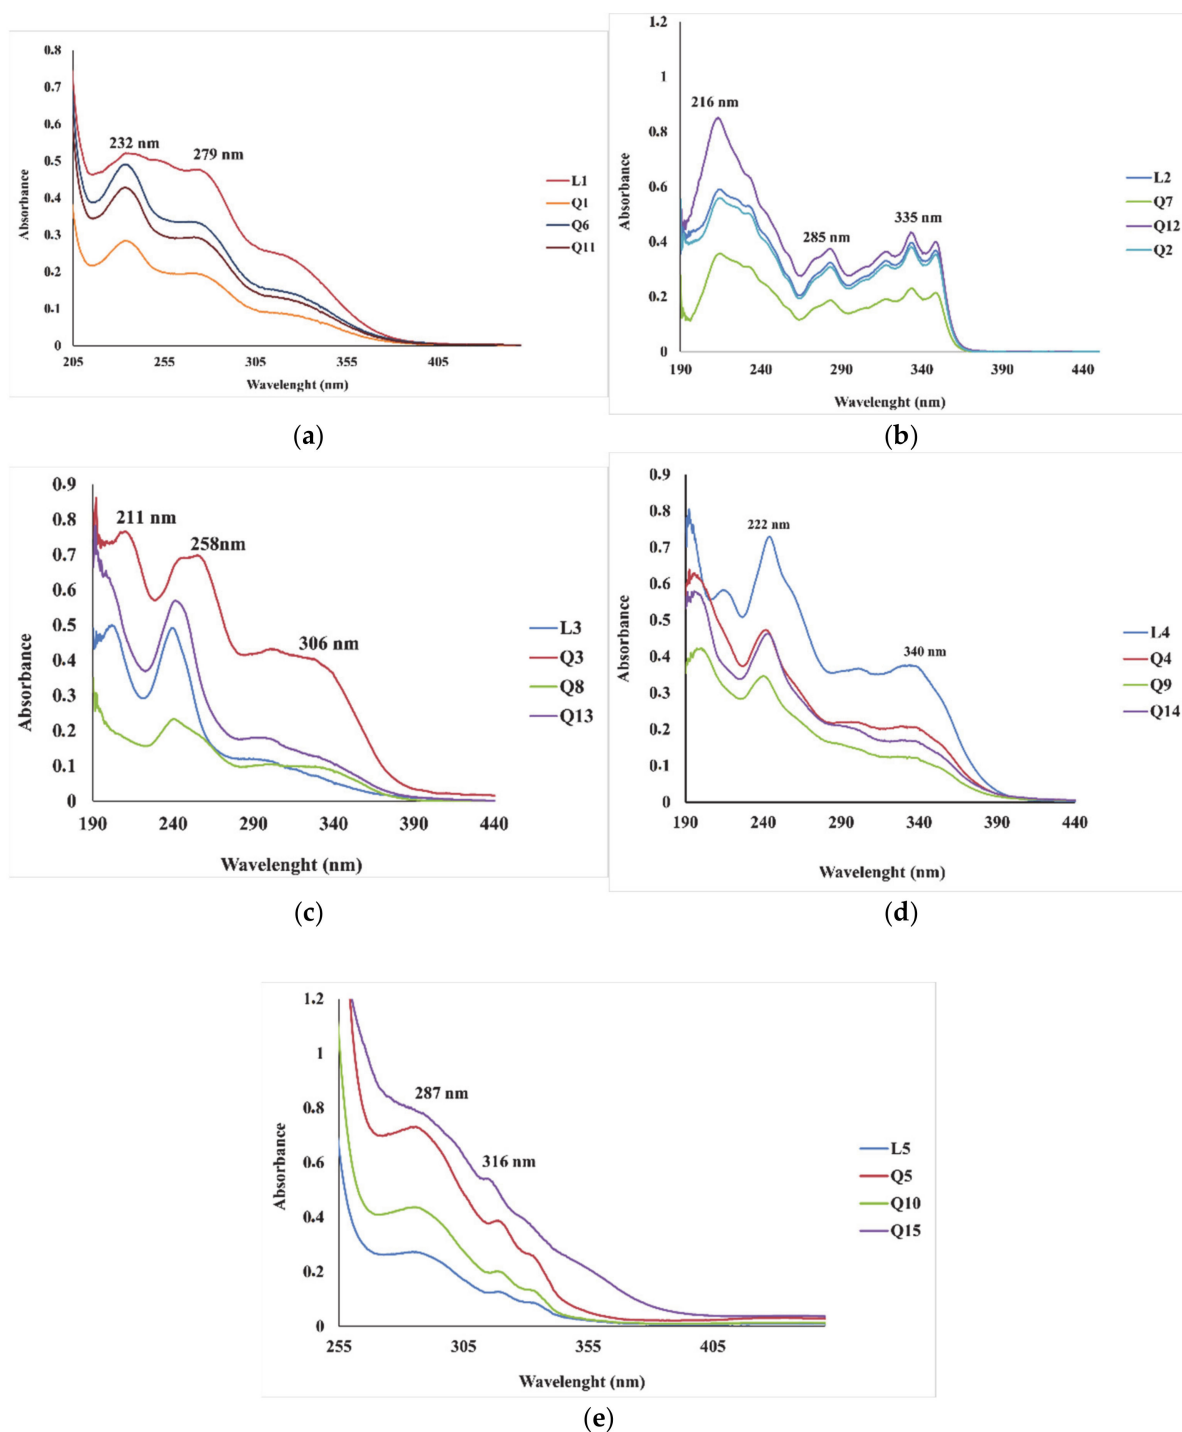 0.8
0.7
0.6
0.5
0.4
0.3
0.2
0.1
0
Absorbance
232 nm
279 nm
205
255
305
355
405
Wavelenght (nm)
L1
Q1
Q6
Q11
(a)
1.2
1
0.8
0.6
0.4
0.2
0
Absorbance
216 nm
285 nm
335 nm
190
240
290
340
390
440
Wavelenght (nm)
L2
Q7
Q12
Q2
(b)
0.9
0.8
0.7
0.6
0.5
0.4
0.3
0.2
0.1
0
Absorbance
211 nm
258nm
306 nm
190
240
290
340
390
440
Wavelenght (nm)
L3
Q3
Q8
Q13
(c)
0.9
0.8
0.7
0.6
0.5
0.4
0.3
0.2
0.1
0
Absorbance
222 nm
340 nm
190
240
290
340
390
440
Wavelenght (nm)
L4
Q4
Q9
Q14
(d)
1.2
1
0.8
0.6
0.4
0.2
0
Absorbance
287 nm
316 nm
255
305
355
405
Wavelenght (nm)
L5
Q5
Q10
Q15
(e)